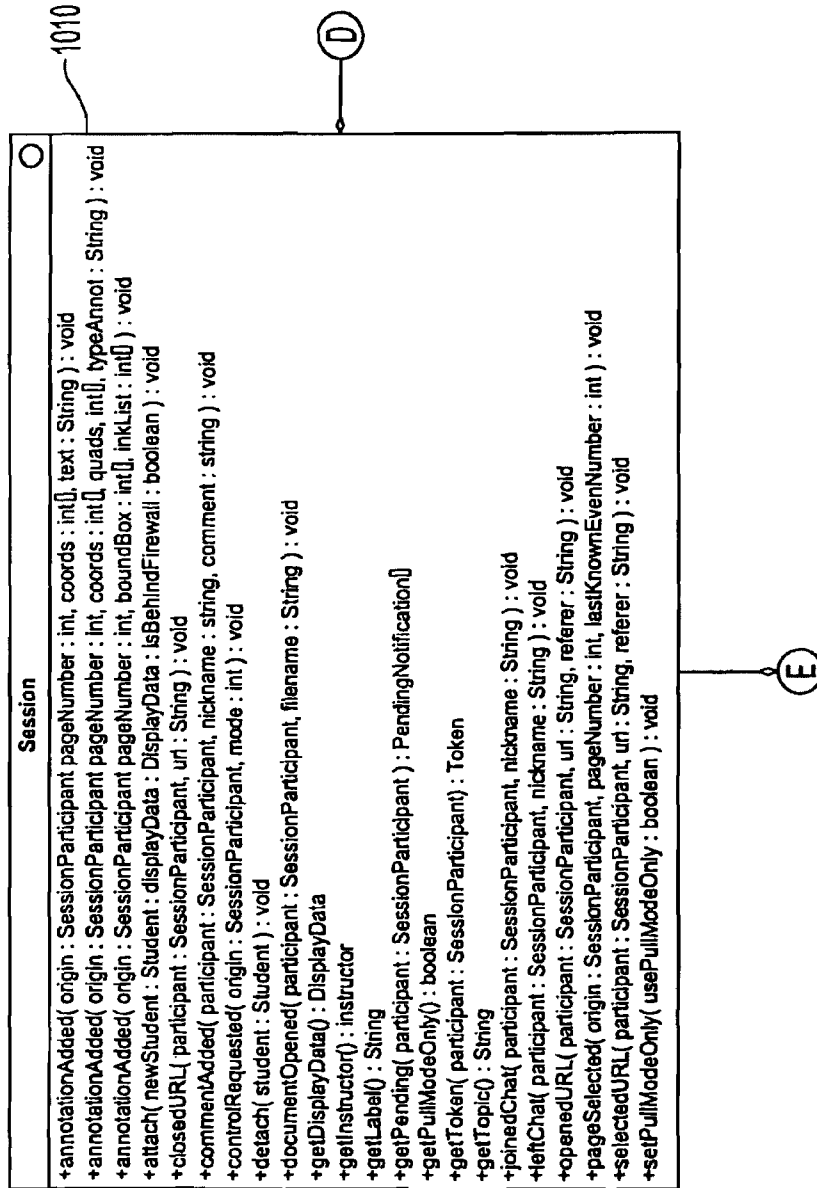 Session
1010
+annotationAdded( origin : SessionParticipant pageNumber : int, coords : int[], text : String ) : void
+annotationAdded( origin : SessionParticipant pageNumber : int, coords : int[], quads, int[], typeAnnot : String ) : void
+annotationAdded( origin : SessionParticipant pageNumber : int, boundBox : int[], inkList : int[] ) : void
+attach( newStudent : Student : displayData : DisplayData : IsBehindFirewall : boolean ) : void
+closedURL( participant : SessionParticipant, url : String ) : void
+commentAdded( participant : SessionParticipant, nickname : string, comment : string ) : void
+controlRequested( origin : SessionParticipant, mode : int ) : void
+detach( student : Student ) : void
+documentOpened( participant : SessionParticipant, filename : String ) : void
+getDisplayData() : DisplayData
+getInstructor() : instructor
+getLabel() : String
+getPending( participant : SessionParticipant ) : PendingNotification[]
+getPullModeOnly() : boolean
+getToken( participant : SessionParticipant) : Token
+getTopic() : String
+joinedChat( participant : SessionParticipant, nickname : String ) : void
+leftChat( participant : SessionParticipant, nickname : String ) : void
+openedURL( participant : SessionParticipant, url : String, referer : String ) : void
+pageSelected( origin : SessionParticipant, pageNumber : int, lastKnownEvenNumber : int ) : void
+selectedURL( participant : SessionParticipant, url : String, referer : String ) : void
+setPullModeOnly( usePullModeOnly : boolean ) : void
D
E